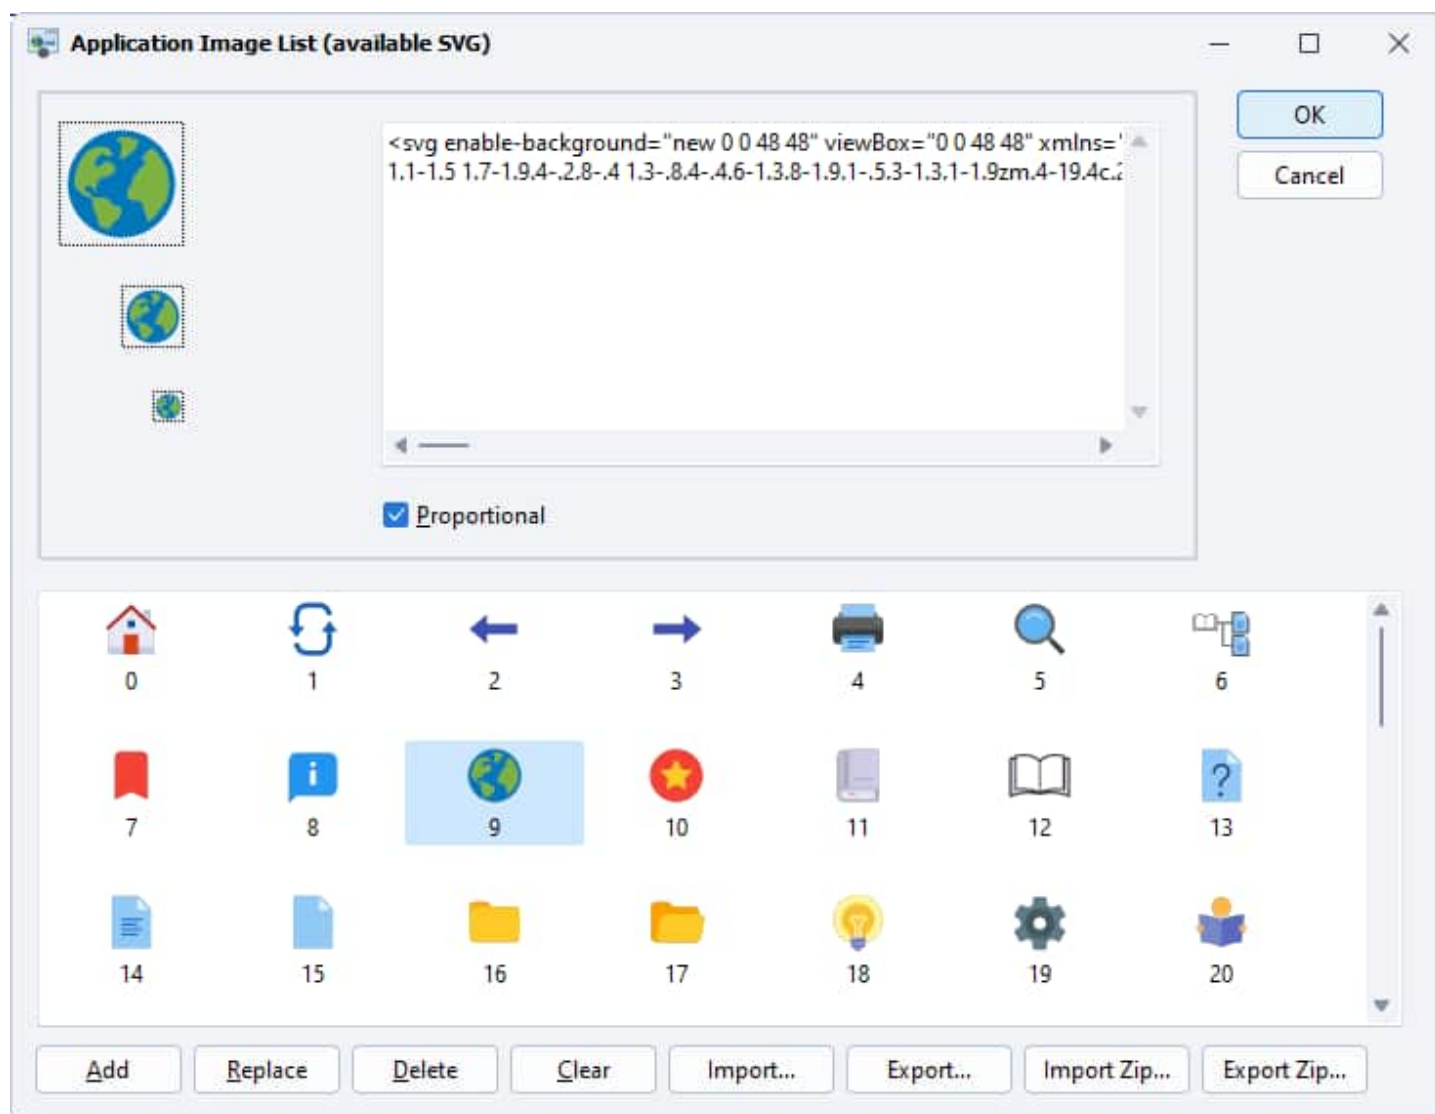 Application Image List (available SVG)
OK
<svg enable-background="new 0 0 48 48" viewBox="0 0 48 48" xmlns="
Cancel
1.1-1.5 1.7-1.9.4-.2.8-.4 1.3-.8.4-.4.6-1.3.8-1.9.1-.5.3-1.3.1-1.9zm.4-19.4c.2
Proportional
0 1 2 3 4 5 6
7 8 9 10 11 12 13
14 15 16 17 18 19 20
Add Replace Delete Clear Import... Export... Import Zip... Export Zip...